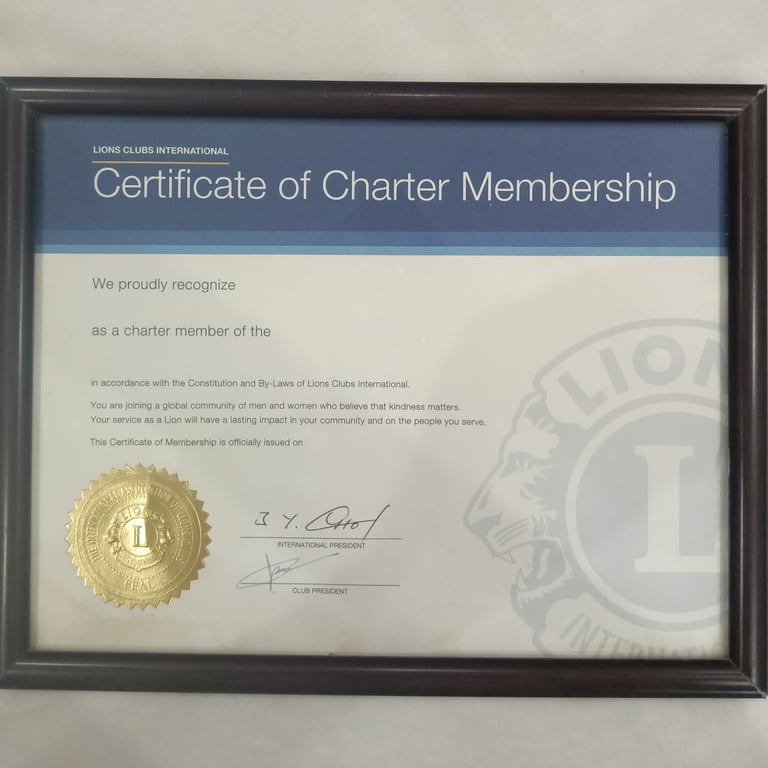 LIONS CLUBS INTERNATIONAL
Certificate of Charter Membership
We proudly recognize
as a charter member of the
in accordance with the Constitution and By-Laws of Lions Clubs International.
You are joining a global community of men and women who believe that kindness matters.
Your service as a Lion will have a lasting impact in your community and on the people you serve.
This Certificate of Membership is officially issued on
INTERNATIONAL PRESIDENT
CLUB PRESIDENT
LIONS
L
SEAL
LION
L
INTERNATI